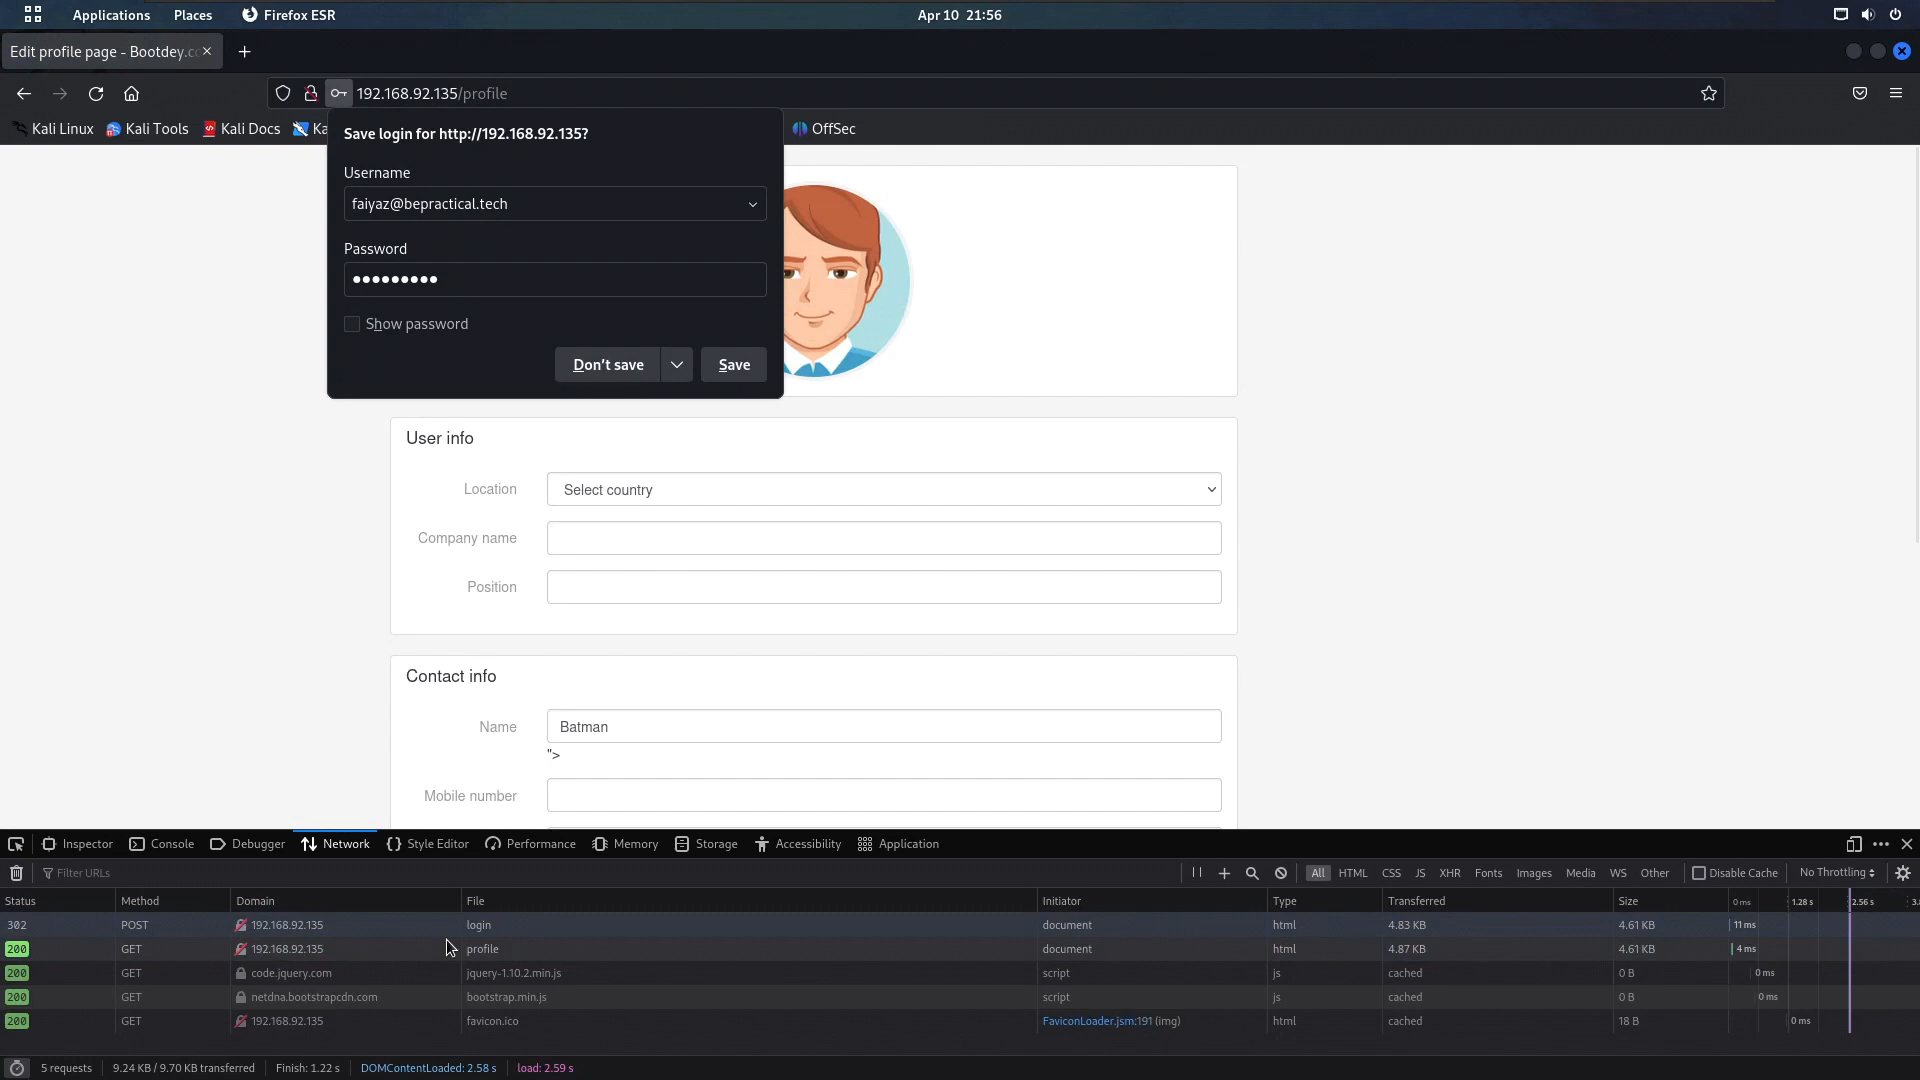 Applications Places Firefox ESR Apr 10 21:56
Edit profile page - Bootdey.c
192.168.92.135/profile
Kali Linux Kali Tools Kali Docs Ka OffSec
Save login for http://192.168.92.135?
Username
faiyaz@bepractical.tech
Password
•••••••••
Show password
Don't save Save
User info
Location Select country
Company name
Position
Contact info
Name Batman
">
Mobile number
Inspector Console Debugger Network Style Editor Performance Memory Storage Accessibility Application
Filter URLs All HTML CSS JS XHR Fonts Images Media WS Other Disable Cache No Throttling
Status Method Domain File Initiator Type Transferred Size 0 ms 1.28 s 2.56 s 3.
302 POST 192.168.92.135 login document html 4.83 KB 4.61 KB 11 ms
200 GET 192.168.92.135 profile document html 4.87 KB 4.61 KB 4 ms
200 GET code.jquery.com jquery-1.10.2.min.js script js cached 0 B 0 ms
200 GET netdna.bootstrapcdn.com bootstrap.min.js script js cached 0 B 0 ms
200 GET 192.168.92.135 favicon.ico FaviconLoader.jsm:191 (img) html cached 18 B 0 ms
5 requests 9.24 KB / 9.70 KB transferred Finish: 1.22 s DOMContentLoaded: 2.58 s load: 2.59 s